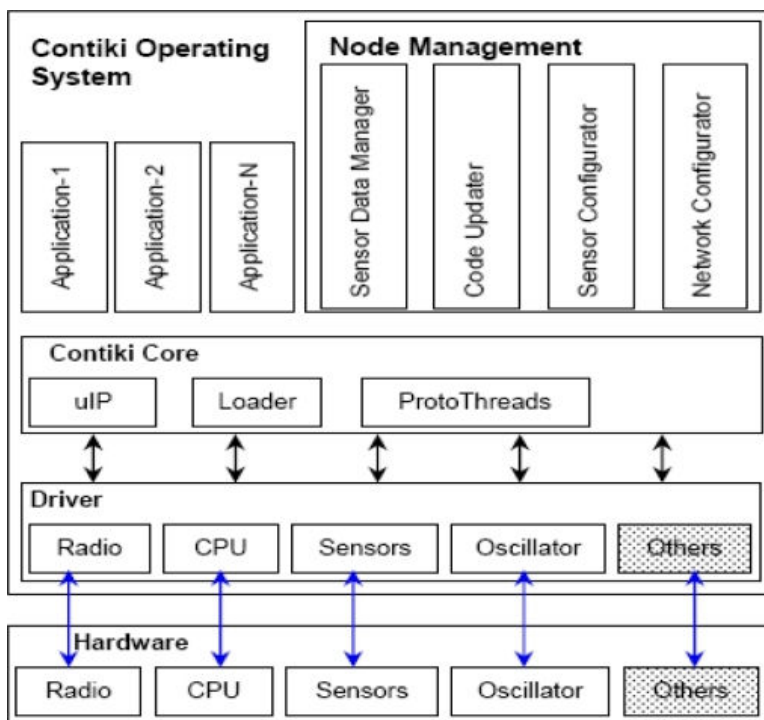 Contiki Operating
System
Node Management
Application-1
Application-2
Application-N
Sensor Data Manager
Code Updater
Sensor Configurator
Network Configurator
Contiki Core
uIP
Loader
ProtoThreads
Driver
Radio
CPU
Sensors
Oscillator
Others
Hardware
Radio
CPU
Sensors
Oscillator
Others